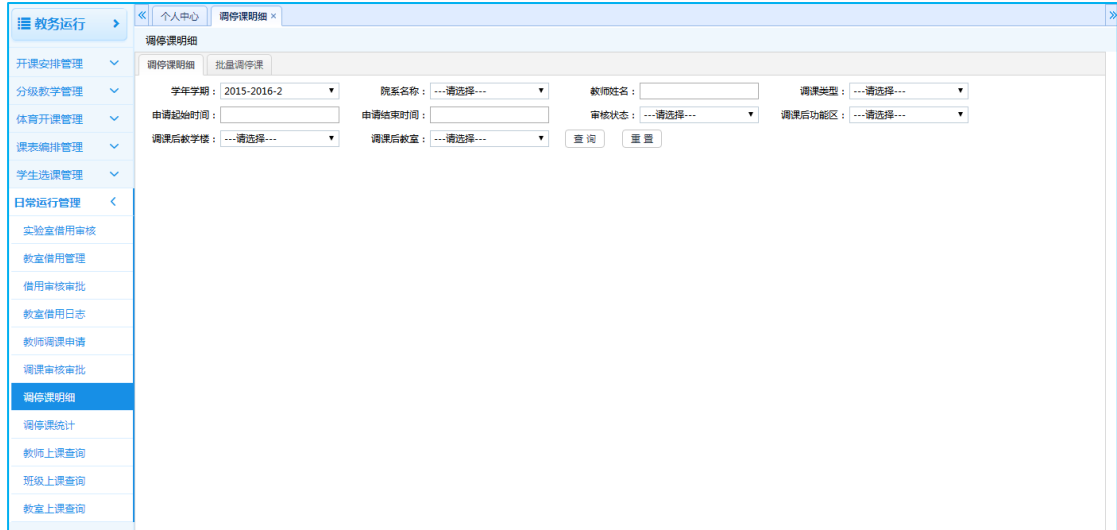 教务运行
开课安排管理
分级教学管理
体育开课管理
课表编排管理
学生选课管理
日常运行管理
实验室借用审核
教室借用管理
借用审核审批
教室借用日志
教师调课申请
调课审核审批
调停课明细
调停课统计
教师上课查询
班级上课查询
教室上课查询
个人中心 调停课明细 ×
调停课明细
调停课明细 批量调停课
学年学期： 2015-2016-2 院系名称： ---请选择--- 教师姓名： 调课类型： ---请选择---
申请起始时间： 申请结束时间： 审核状态： ---请选择--- 调课后功能区： ---请选择---
调课后教学楼： ---请选择--- 调课后教室： ---请选择--- 查 询 重 置